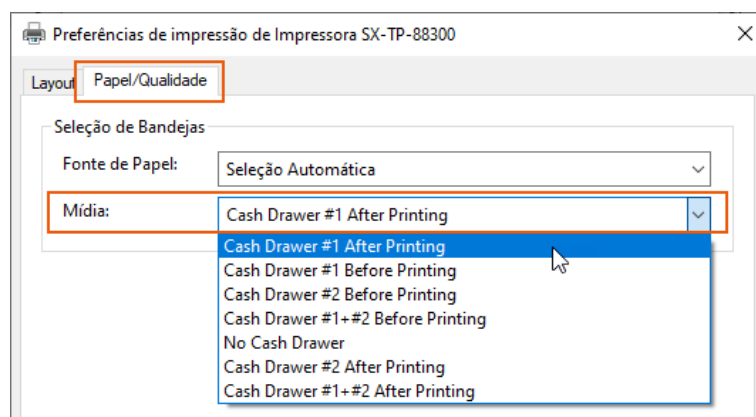 Preferências de impressão de Impressora SX-TP-88300
Layout Papel/Qualidade
Seleção de Bandejas
Fonte de Papel: Seleção Automática
Mídia: Cash Drawer #1 After Printing
Cash Drawer #1 After Printing
Cash Drawer #1 Before Printing
Cash Drawer #2 Before Printing
Cash Drawer #1+#2 Before Printing
No Cash Drawer
Cash Drawer #2 After Printing
Cash Drawer #1+#2 After Printing